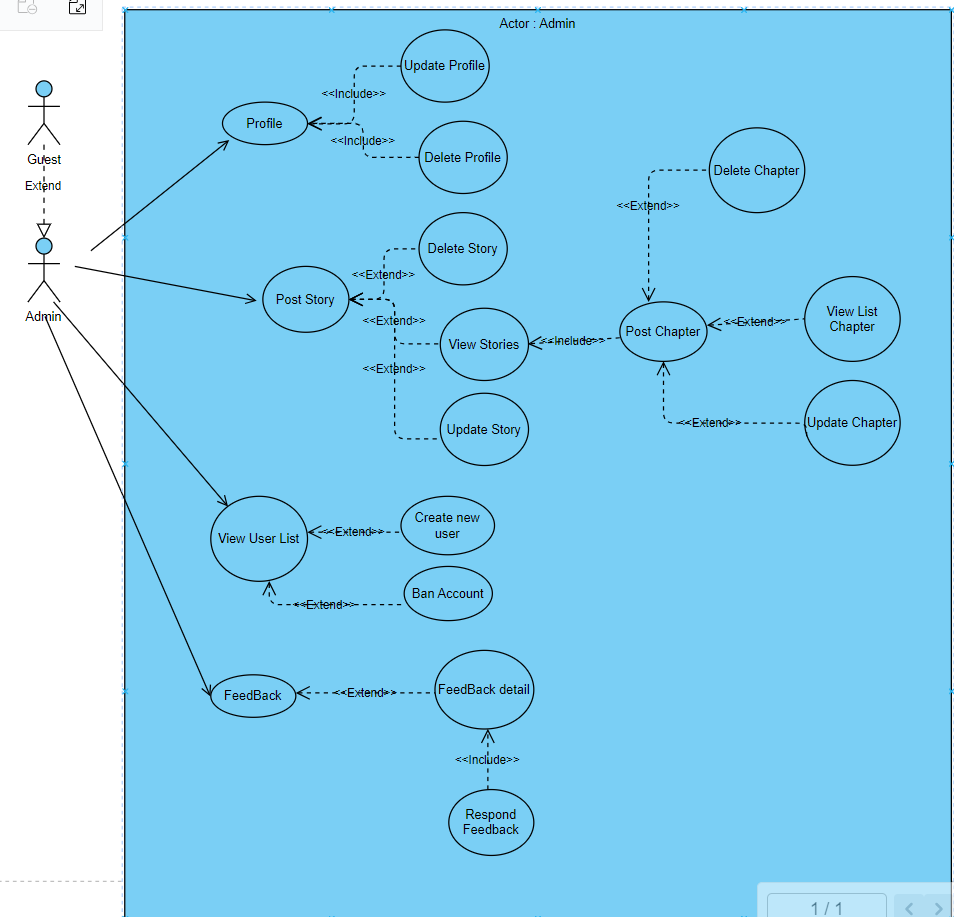 Actor : Admin
Update Profile
<<Include>>
Profile
<<Include>>
Delete Profile
Guest
Extend
Admin
Delete Chapter
<<Extend>>
Delete Story
<<Extend>>
Post Story
<<Extend>>
View Stories
<<Include>>
Post Chapter
<<Extend>>
View List
Chapter
<<Extend>>
Update Story
<<Extend>>
Update Chapter
View User List
<<Extend>>
Create new
user
<<Extend>>
Ban Account
FeedBack
<<Extend>>
FeedBack detail
<<Include>>
Respond
Feedback
1 / 1